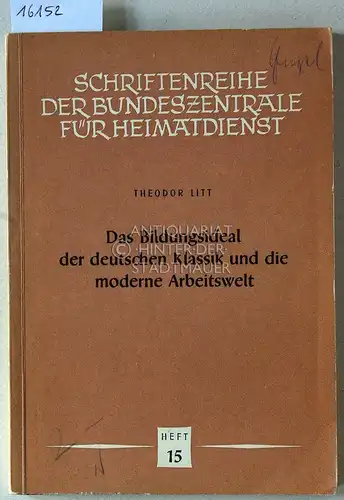 16152
SCHRIFTENREIHE
DER BUNDESZENTRALE
FÜR HEIMATDIENST
THEODOR LITT
ANTIQUARIAT
Das Bildungsideal
HINTER DER
der deutschen Klassik und die
STADTMAUER
moderne Arbeitswelt
HEFT
15